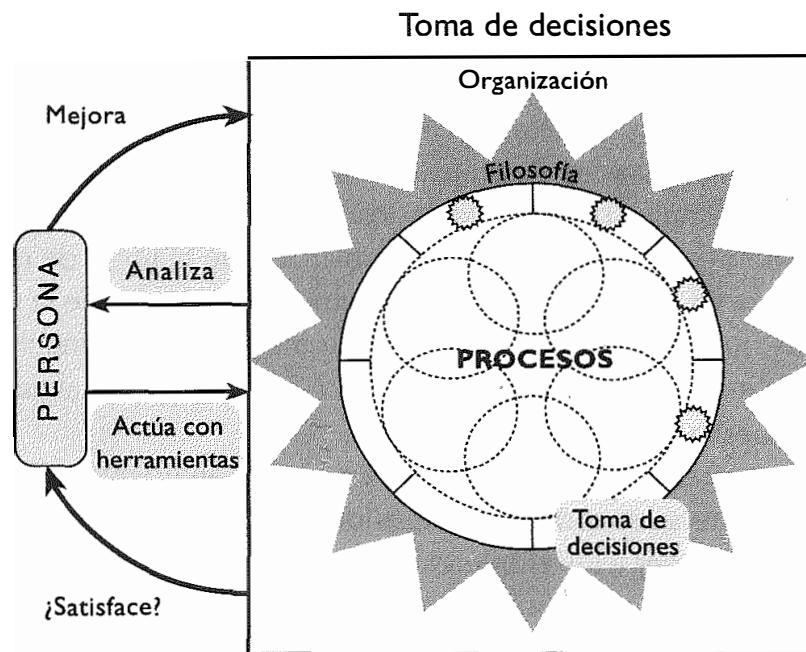 Toma de decisiones
Organización
Mejora
Filosofía
PERSONA
Analiza
PROCESOS
Actúa con
herramientas
Toma de
decisiones
¿Satisface?